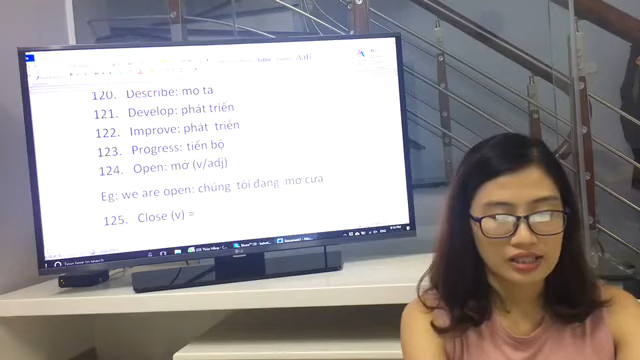 120. Describe: mô tả
121. Develop: phát triển
122. Improve: phát triển
123. Progress: tiến bộ
124. Open: mở (v/adj)
Eg: we are open: chúng tôi đang mở cửa
125. Close (v) =